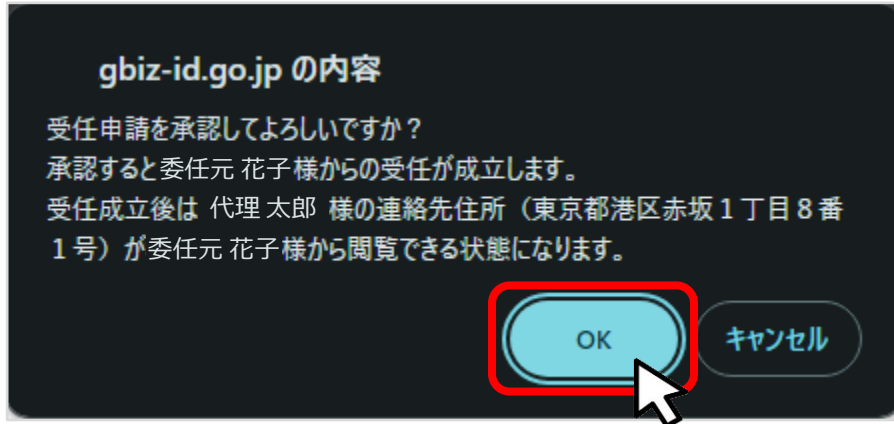 gbiz-id.go.jp の内容
受任申請を承認してよろしいですか？
承認すると委任元 花子様からの受任が成立します。
受任成立後は 代理 太郎 様の連絡先住所（東京都港区赤坂１丁目８番
１号）が委任元 花子様から閲覧できる状態になります。
OK キャンセル